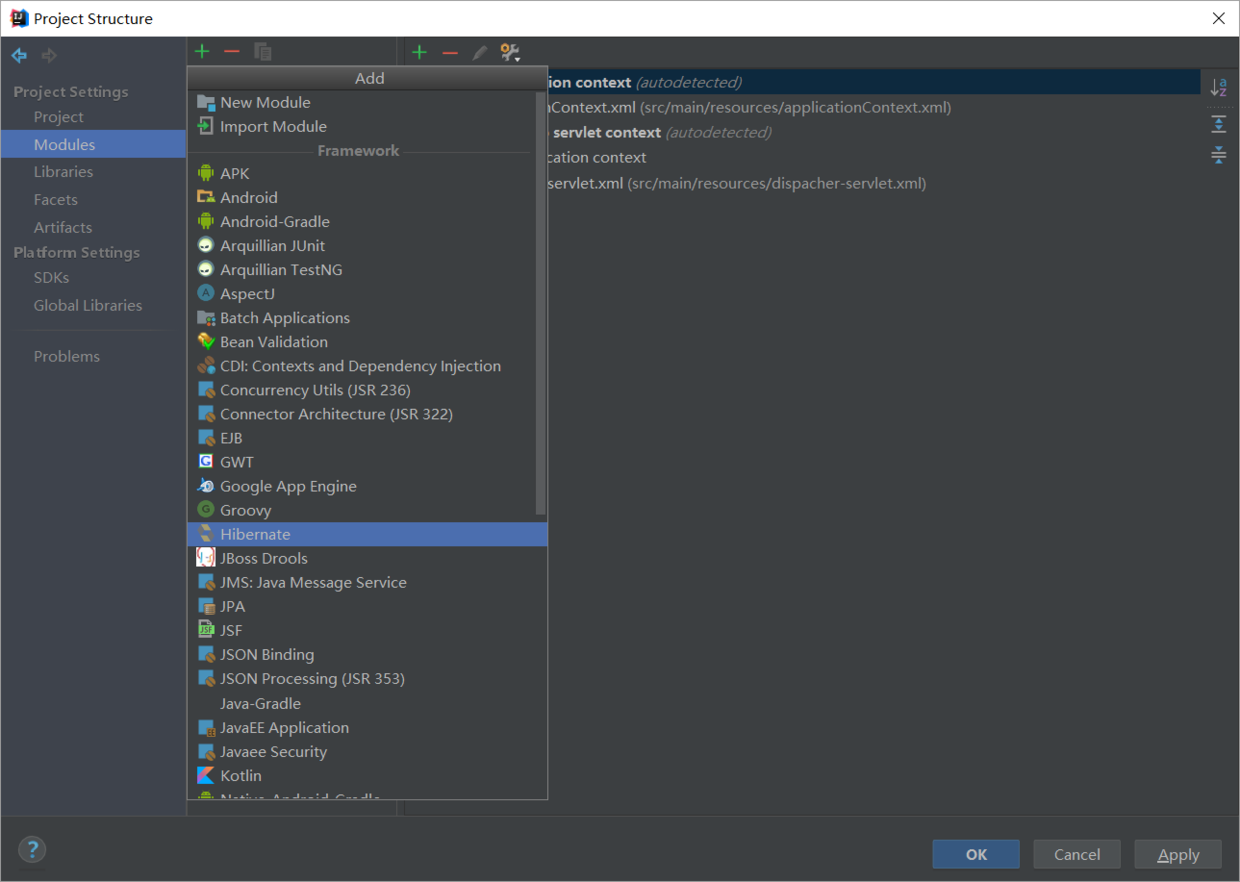 Project Structure
Project Settings
Project
Modules
Libraries
Facets
Artifacts
Platform Settings
SDKs
Global Libraries
Problems
Add
New Module
Import Module
Framework
APK
Android
Android-Gradle
Arquillian JUnit
Arquillian TestNG
AspectJ
Batch Applications
Bean Validation
CDI: Contexts and Dependency Injection
Concurrency Utils (JSR 236)
Connector Architecture (JSR 322)
EJB
GWT
Google App Engine
Groovy
Hibernate
JBoss Drools
JMS: Java Message Service
JPA
JSF
JSON Binding
JSON Processing (JSR 353)
Java-Gradle
JavaEE Application
Javaee Security
Kotlin
Native-Android-Gradle
ion context (autodetected)
nContext.xml (src/main/resources/applicationContext.xml)
servlet context (autodetected)
cation context
servlet.xml (src/main/resources/dispacher-servlet.xml)
OK
Cancel
Apply